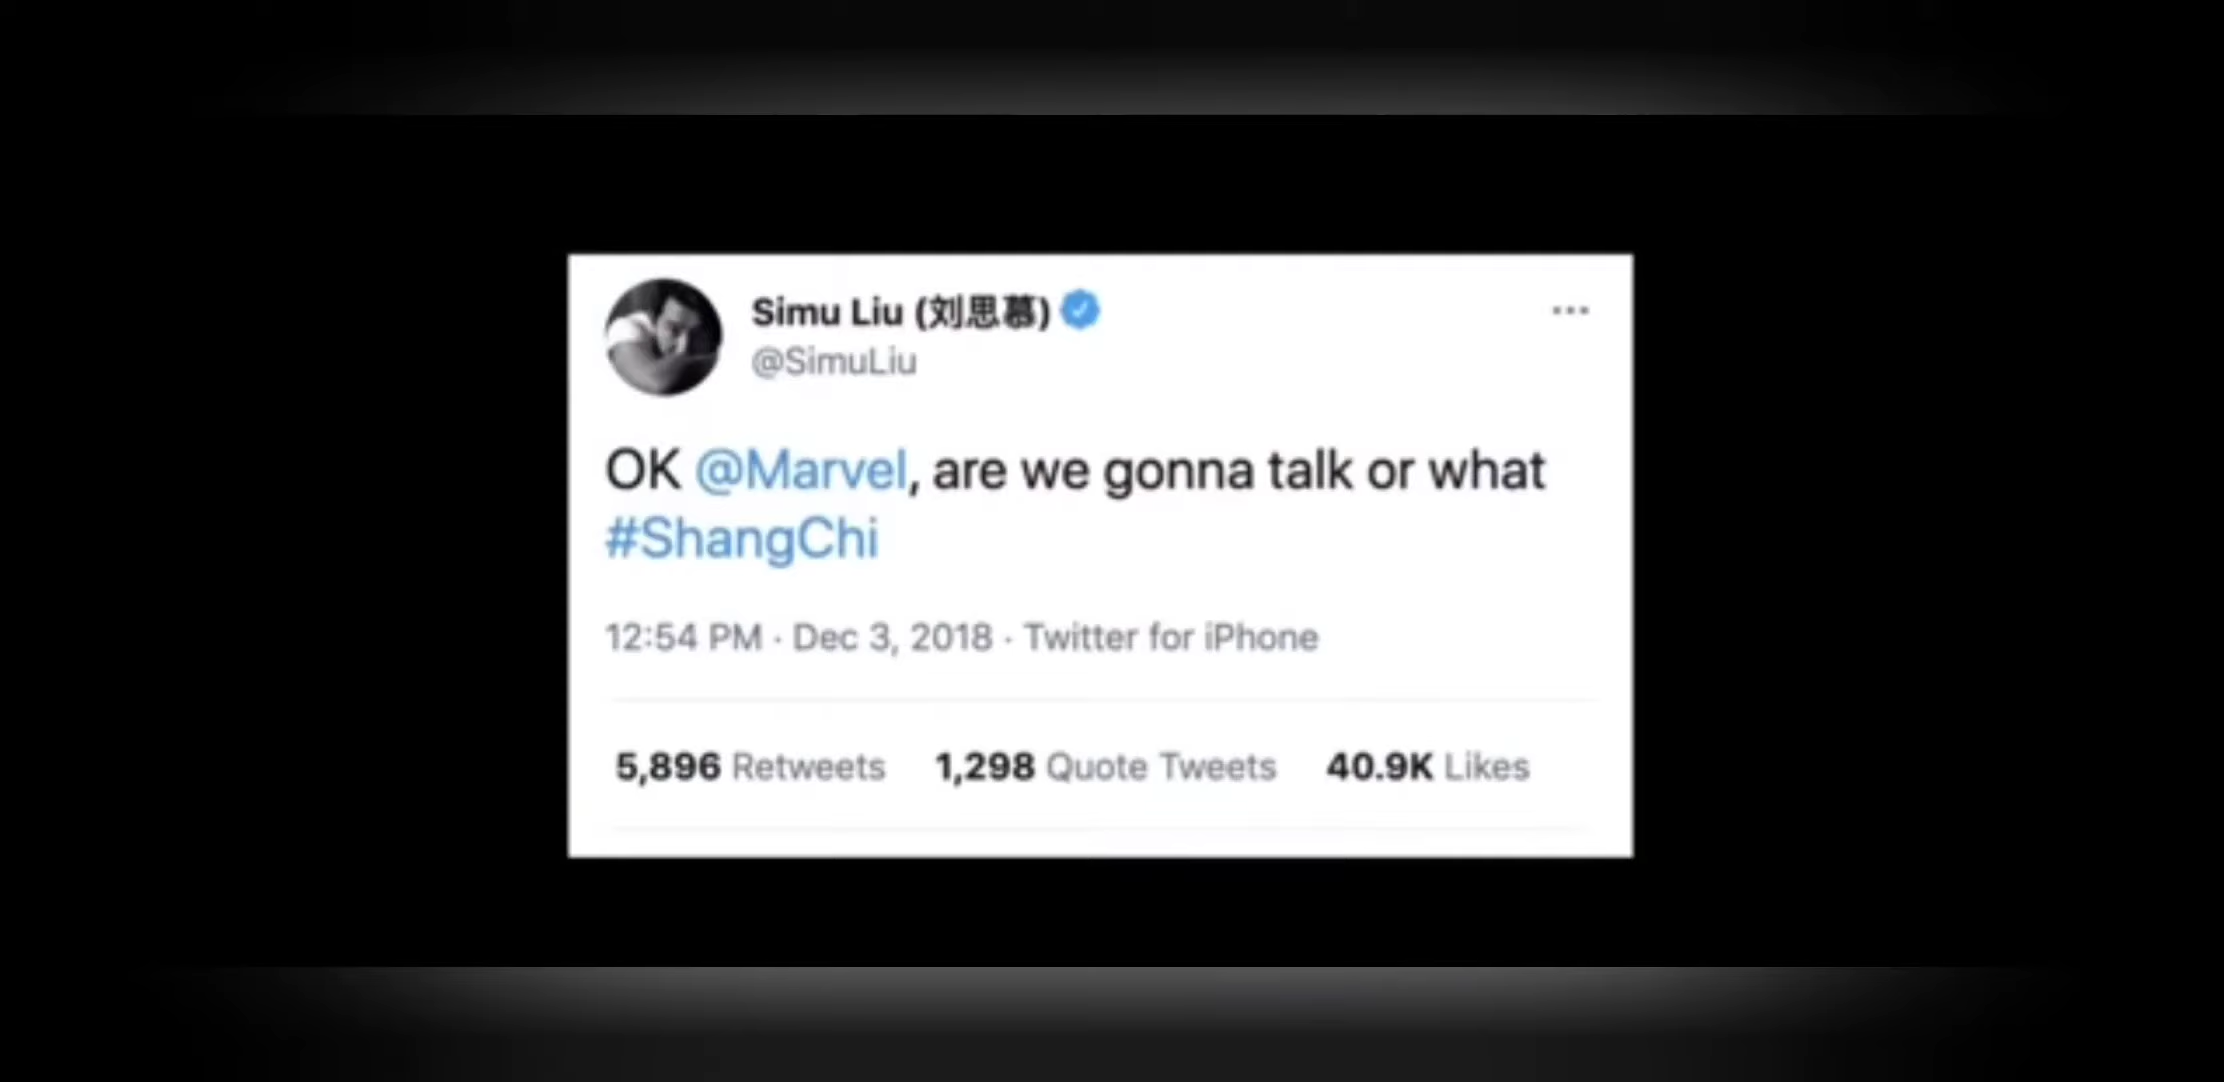 Simu Liu (刘思慕)
@SimuLiu
OK @Marvel, are we gonna talk or what
#ShangChi
12:54 PM · Dec 3, 2018 · Twitter for iPhone
5,896 Retweets 1,298 Quote Tweets 40.9K Likes